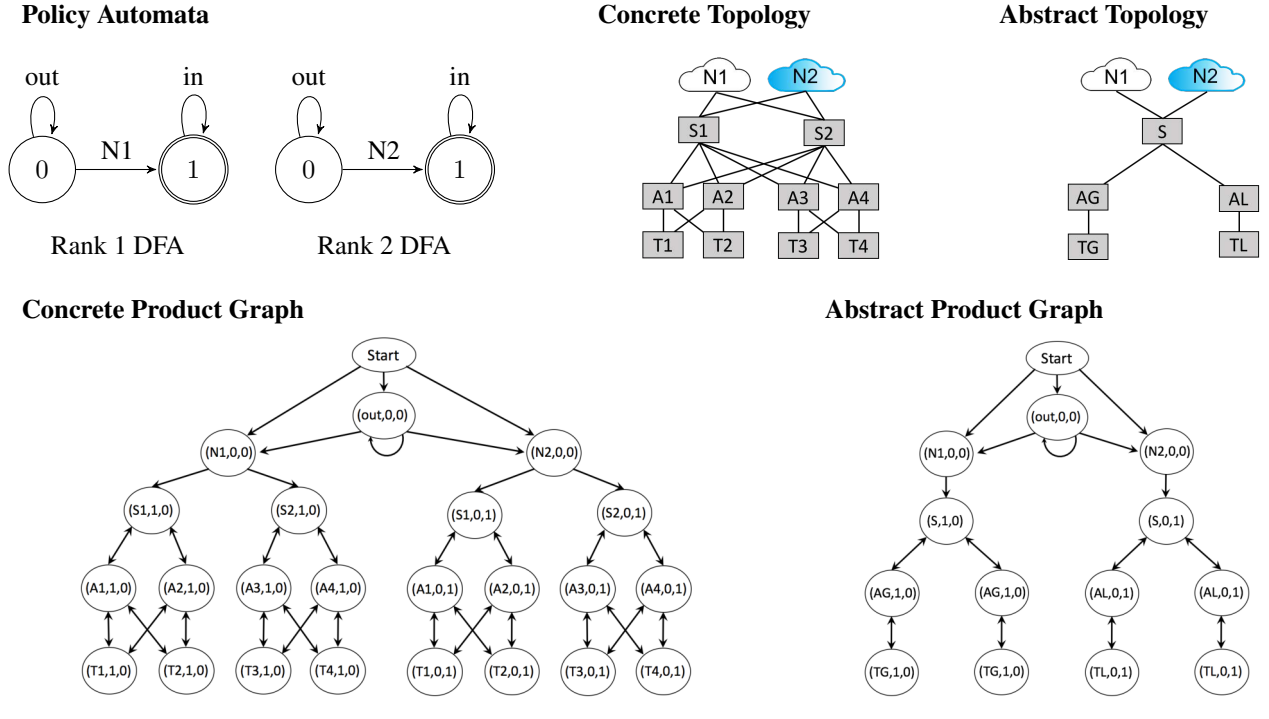 Policy Automata
Concrete Topology
Abstract Topology
out
in
out
in
0
N1
1
0
N2
1
Rank 1 DFA
Rank 2 DFA
N1
N2
S1
S2
A1
A2
A3
A4
T1
T2
T3
T4
N1
N2
S
AG
AL
TG
TL
Concrete Product Graph
Abstract Product Graph
Start
(out,0,0)
(N1,0,0)
(N2,0,0)
(S1,1,0)
(S2,1,0)
(S1,0,1)
(S2,0,1)
(A1,1,0)
(A2,1,0)
(A3,1,0)
(A4,1,0)
(A1,0,1)
(A2,0,1)
(A3,0,1)
(A4,0,1)
(T1,1,0)
(T2,1,0)
(T3,1,0)
(T4,1,0)
(T1,0,1)
(T2,0,1)
(T3,0,1)
(T4,0,1)
Start
(out,0,0)
(N1,0,0)
(N2,0,0)
(S,1,0)
(S,0,1)
(AG,1,0)
(AG,1,0)
(AL,0,1)
(AL,0,1)
(TG,1,0)
(TG,1,0)
(TL,0,1)
(TL,0,1)